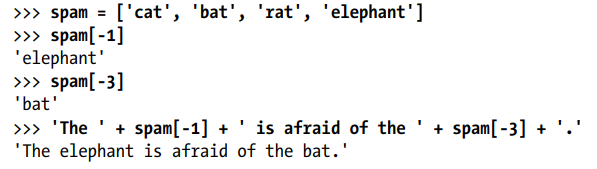 >>> spam = ['cat', 'bat', 'rat', 'elephant']
>>> spam[-1]
'elephant'
>>> spam[-3]
'bat'
>>> 'The ' + spam[-1] + ' is afraid of the ' + spam[-3] + '.'
'The elephant is afraid of the bat.'